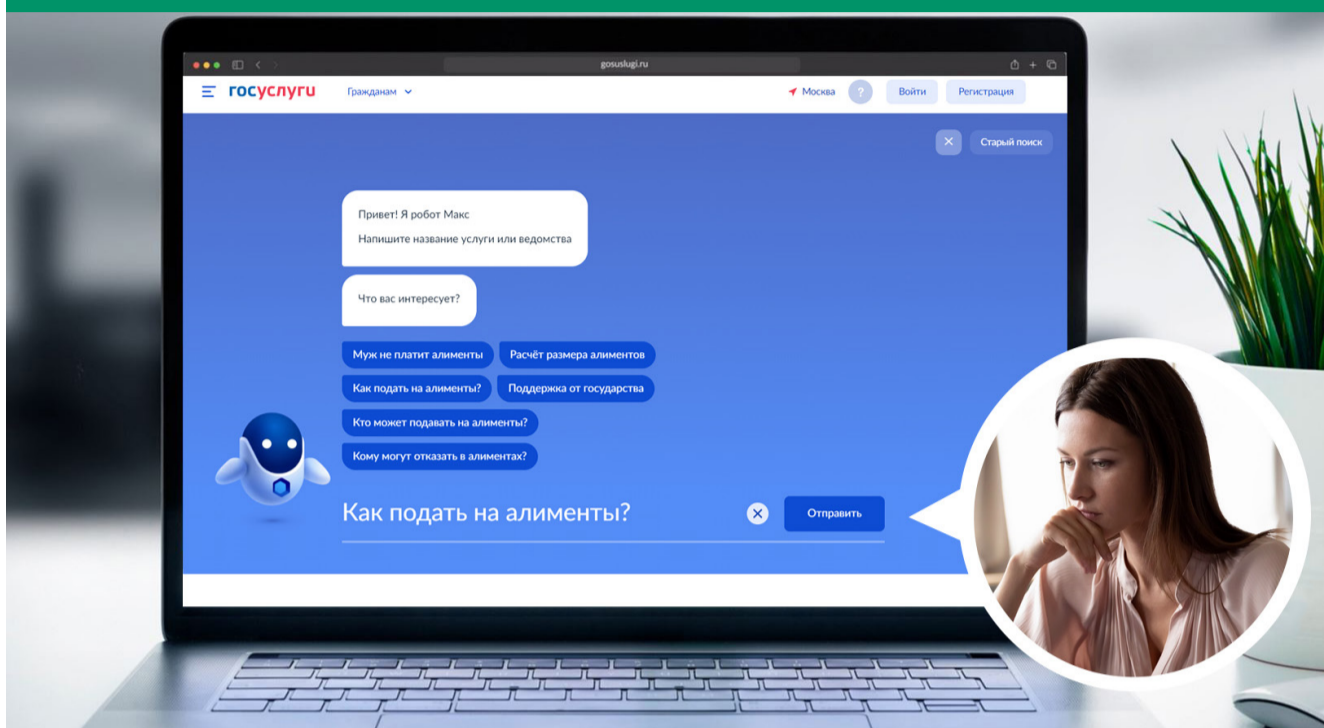 gosuslugi.ru
госуслуги Гражданам Москва ? Войти Регистрация
Старый поиск
Привет! Я робот Макс
Напишите название услуги или ведомства
Что вас интересует?
Муж не платит алименты Расчёт размера алиментов
Как подать на алименты? Поддержка от государства
Кто может подавать на алименты?
Кому могут отказать в алиментах?
Как подать на алименты? Отправить